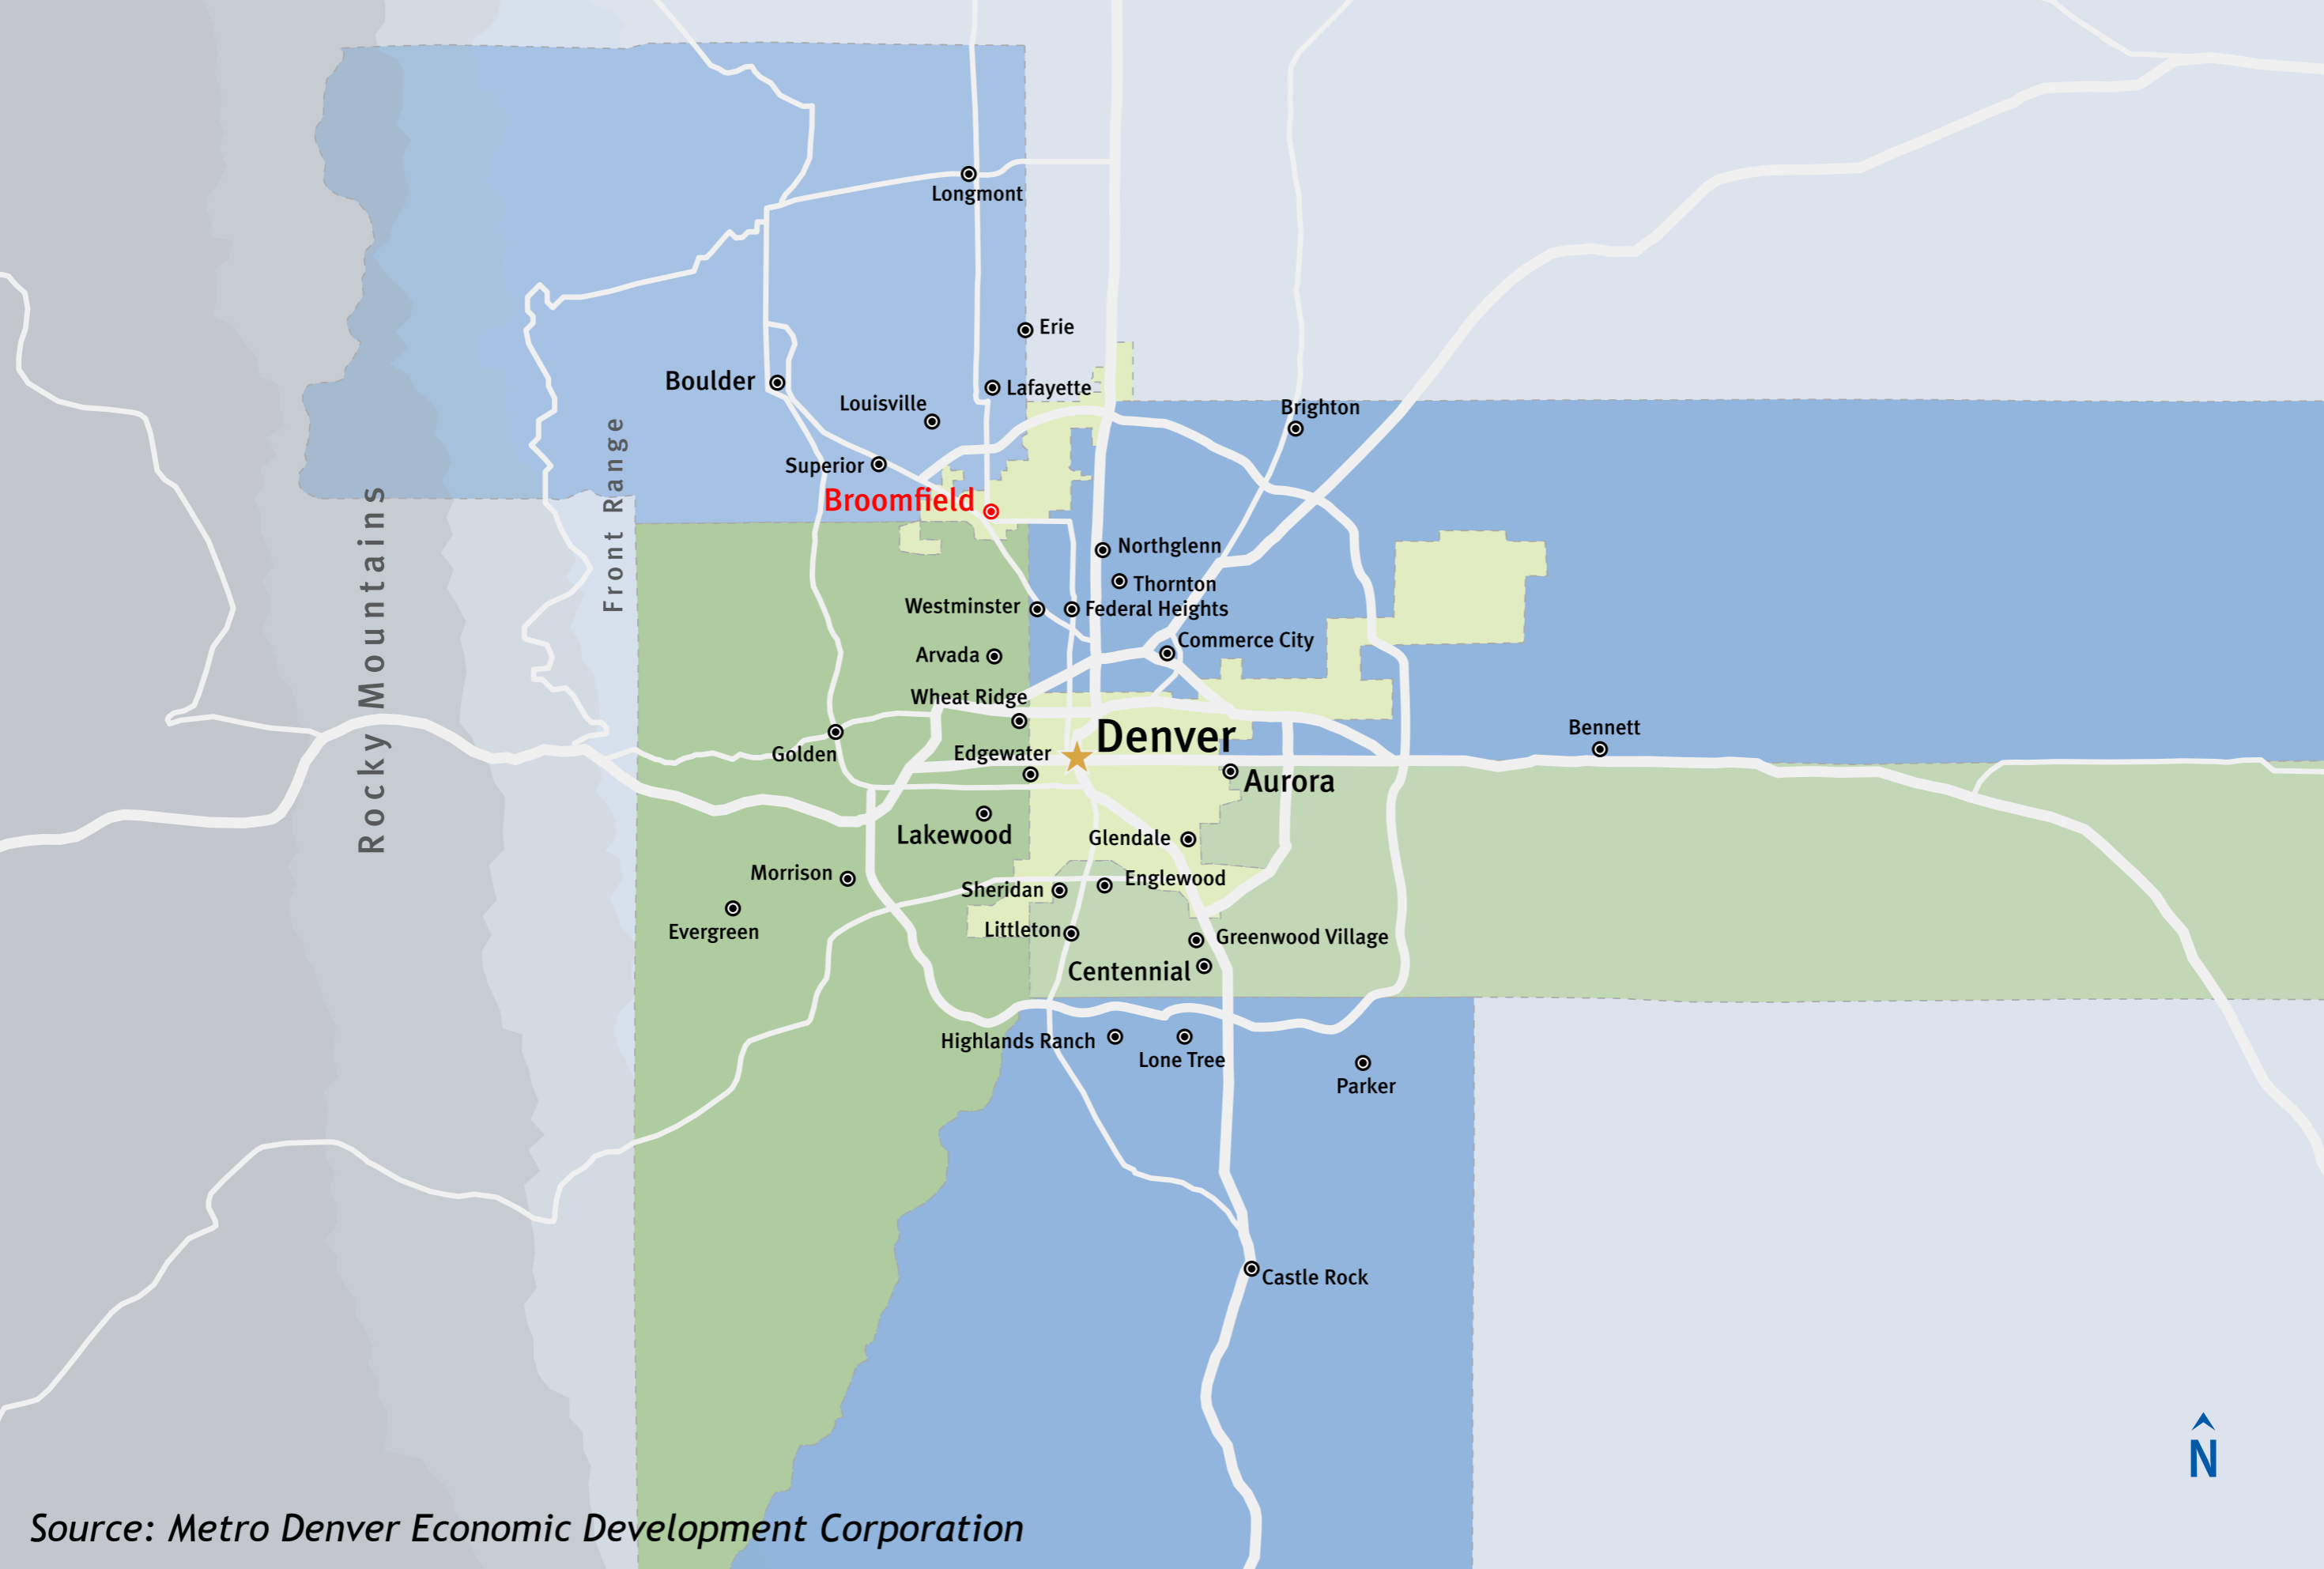 Longmont
Erie
Boulder
Lafayette
Louisville
Brighton
Superior
Broomfield
Front Range
Rocky Mountains
Northglenn
Thornton
Westminster
Federal Heights
Commerce City
Arvada
Wheat Ridge
Denver
Bennett
Golden
Edgewater
Aurora
Lakewood
Glendale
Morrison
Englewood
Sheridan
Evergreen
Littleton
Greenwood Village
Centennial
Highlands Ranch
Lone Tree
Parker
Castle Rock
N
Source: Metro Denver Economic Development Corporation